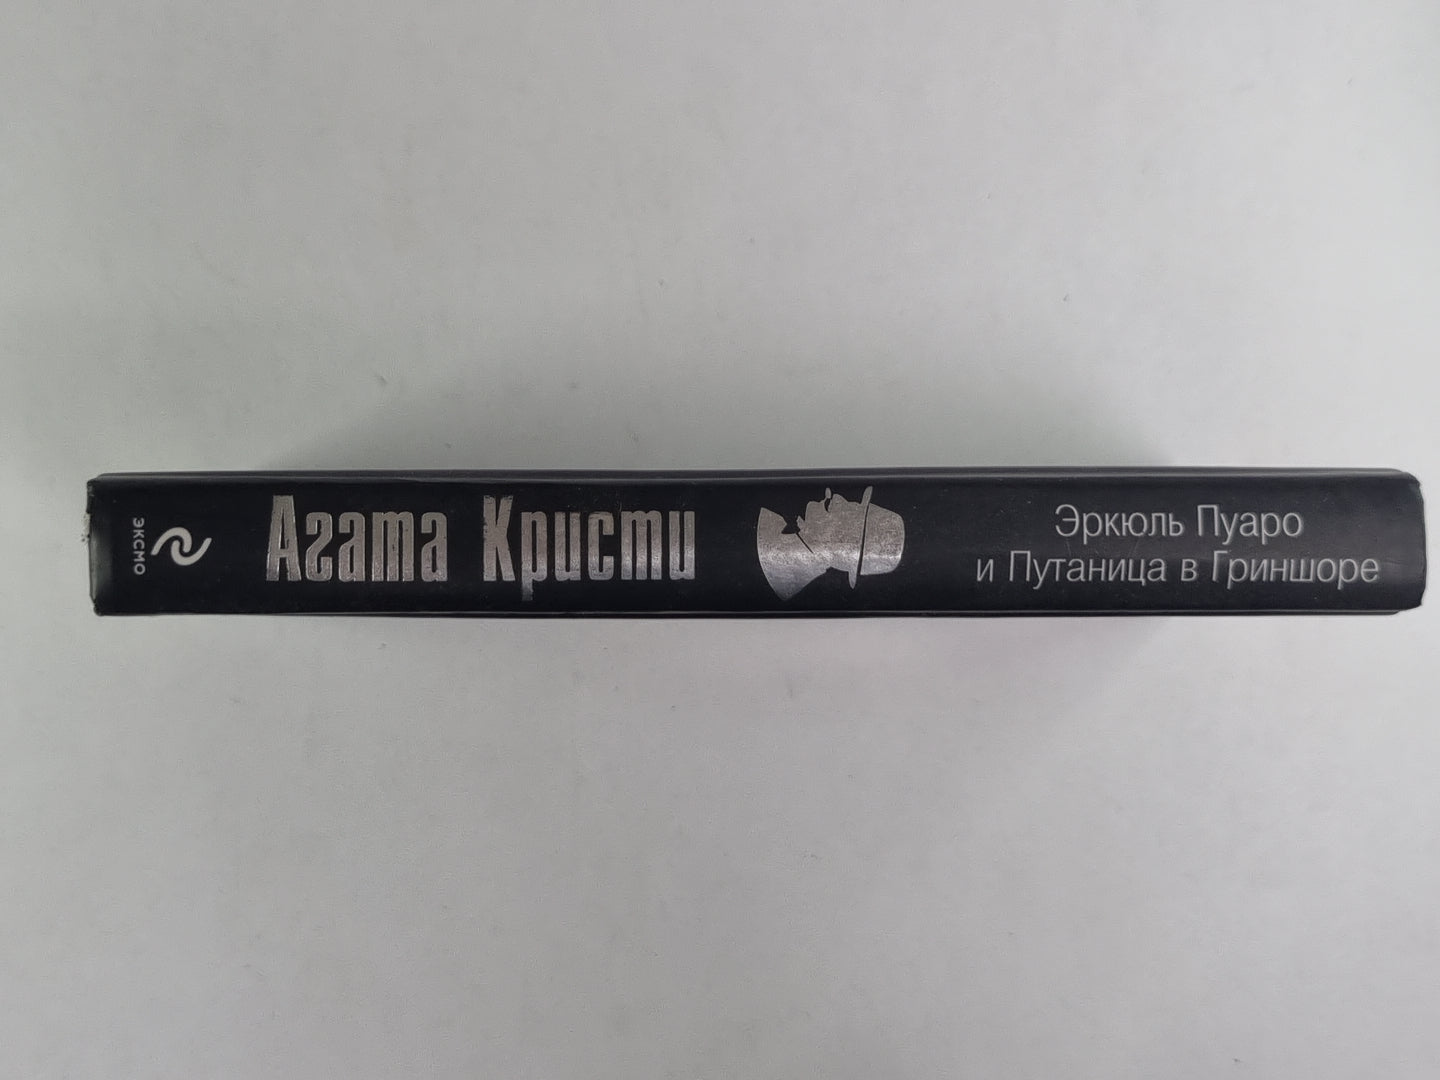 эксмо
Агата Кристи
Эркюль Пуаро
и Путаница в Гриншоре